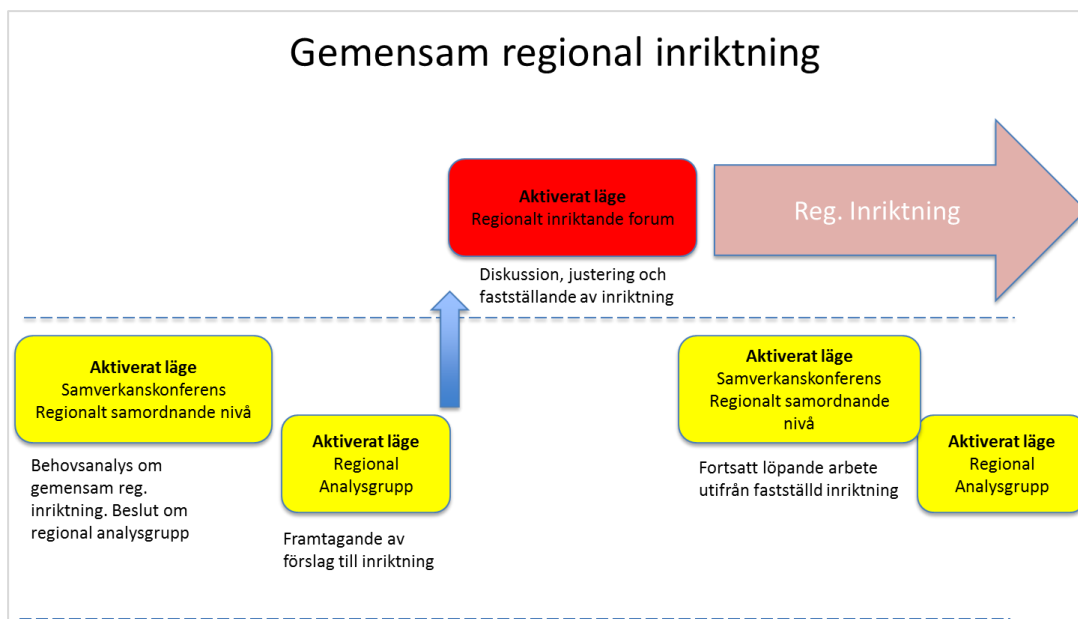 Gemensam regional inriktning
Aktiverat läge
Regionalt inriktande forum
Reg. Inriktning
Diskussion, justering och
fastställande av inriktning
Aktiverat läge
Samverkanskonferens
Regionalt samordnande nivå
Behovsanalys om
gemensam reg.
inriktning. Beslut om
regional analysgrupp
Aktiverat läge
Regional
Analysgrupp
Framtagande av
förslag till inriktning
Aktiverat läge
Samverkanskonferens
Regionalt samordnande
nivå
Fortsatt löpande arbete
utifrån fastställd inriktning
Aktiverat läge
Regional
Analysgrupp